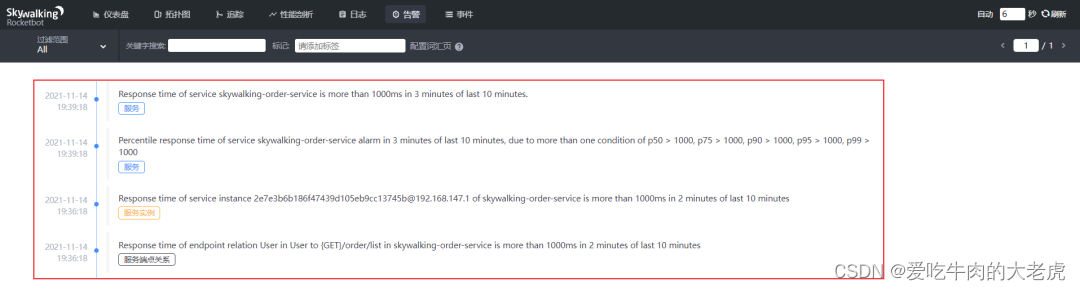 Skywalking
Rocketbot
仪表盘 拓扑图 追踪 性能剖析 日志 告警 事件
自动 6 秒 刷新
过滤范围
All
关键字搜索: 标记: 请添加标签 配置词汇页 ?
1 / 1
2021-11-14
19:39:18
Response time of service skywalking-order-service is more than 1000ms in 3 minutes of last 10 minutes.
服务
2021-11-14
19:39:18
Percentile response time of service skywalking-order-service alarm in 3 minutes of last 10 minutes, due to more than one condition of p50 > 1000, p75 > 1000, p90 > 1000, p95 > 1000, p99 >
1000
服务
2021-11-14
19:36:18
Response time of service instance 2e7e3b6b186f47439d105eb9cc13745b@192.168.147.1 of skywalking-order-service is more than 1000ms in 2 minutes of last 10 minutes
服务实例
2021-11-14
19:36:18
Response time of endpoint relation User in User to {GET}/order/list in skywalking-order-service is more than 1000ms in 2 minutes of last 10 minutes
服务端点关系
CSDN @爱吃牛肉的大老虎